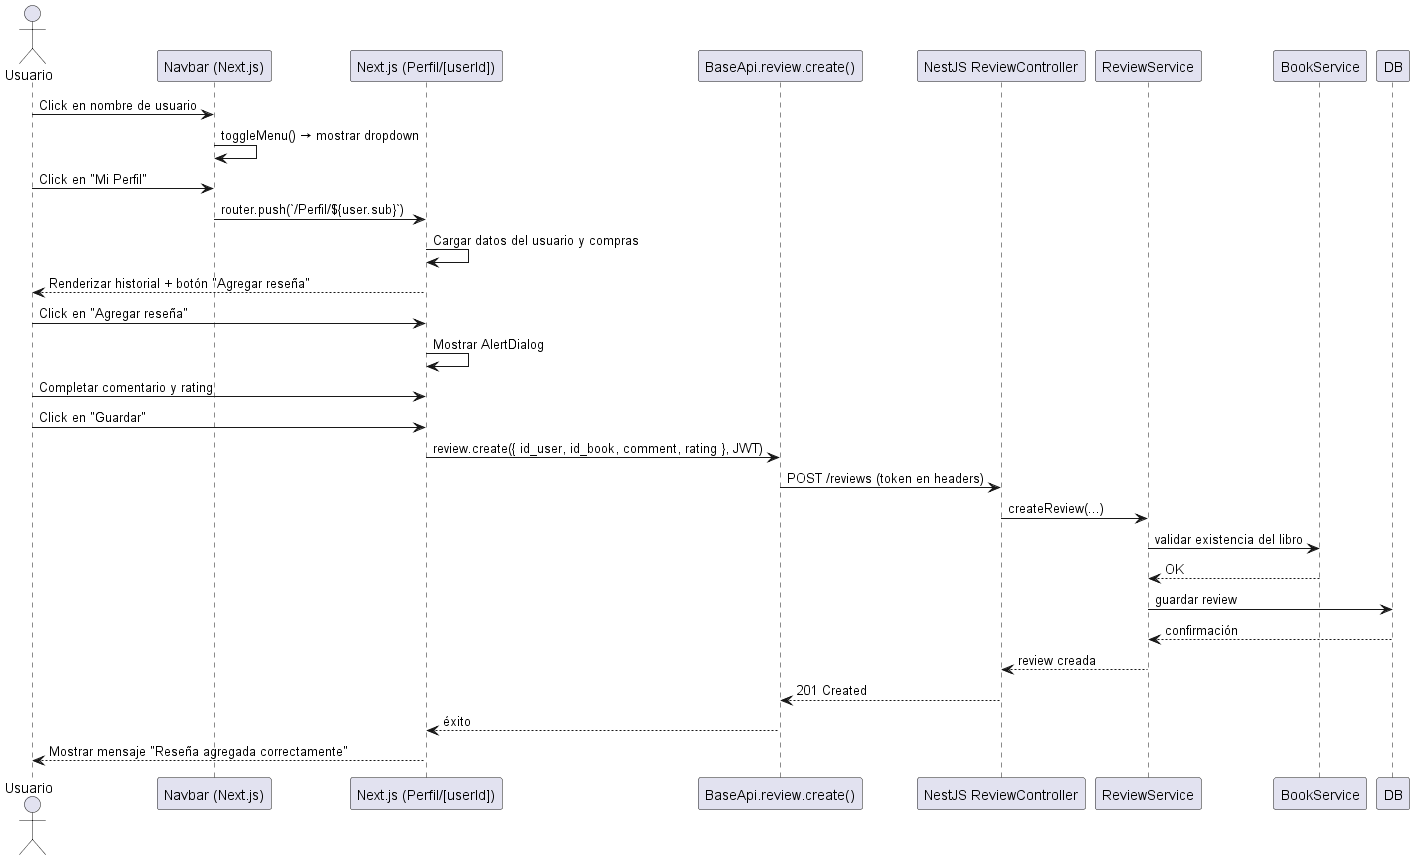 Usuario
Navbar (Next.js)
Next.js (Perfil/[userId])
BaseApi.review.create()
NestJS ReviewController
ReviewService
BookService
DB
Click en nombre de usuario
toggleMenu() → mostrar dropdown
Click en "Mi Perfil"
router.push(`/Perfil/${user.sub}`)
Cargar datos del usuario y compras
Renderizar historial + botón "Agregar reseña"
Click en "Agregar reseña"
Mostrar AlertDialog
Completar comentario y rating
Click en "Guardar"
review.create({ id_user, id_book, comment, rating }, JWT)
POST /reviews (token en headers)
createReview(...)
validar existencia del libro
OK
guardar review
confirmación
review creada
201 Created
éxito
Mostrar mensaje "Reseña agregada correctamente"
Usuario
Navbar (Next.js)
Next.js (Perfil/[userId])
BaseApi.review.create()
NestJS ReviewController
ReviewService
BookService
DB